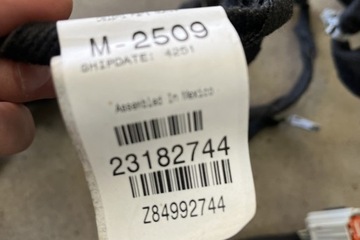 M-2509
SHIPDATE: 4251
Assembled In Mexico
23182744
Z84992744